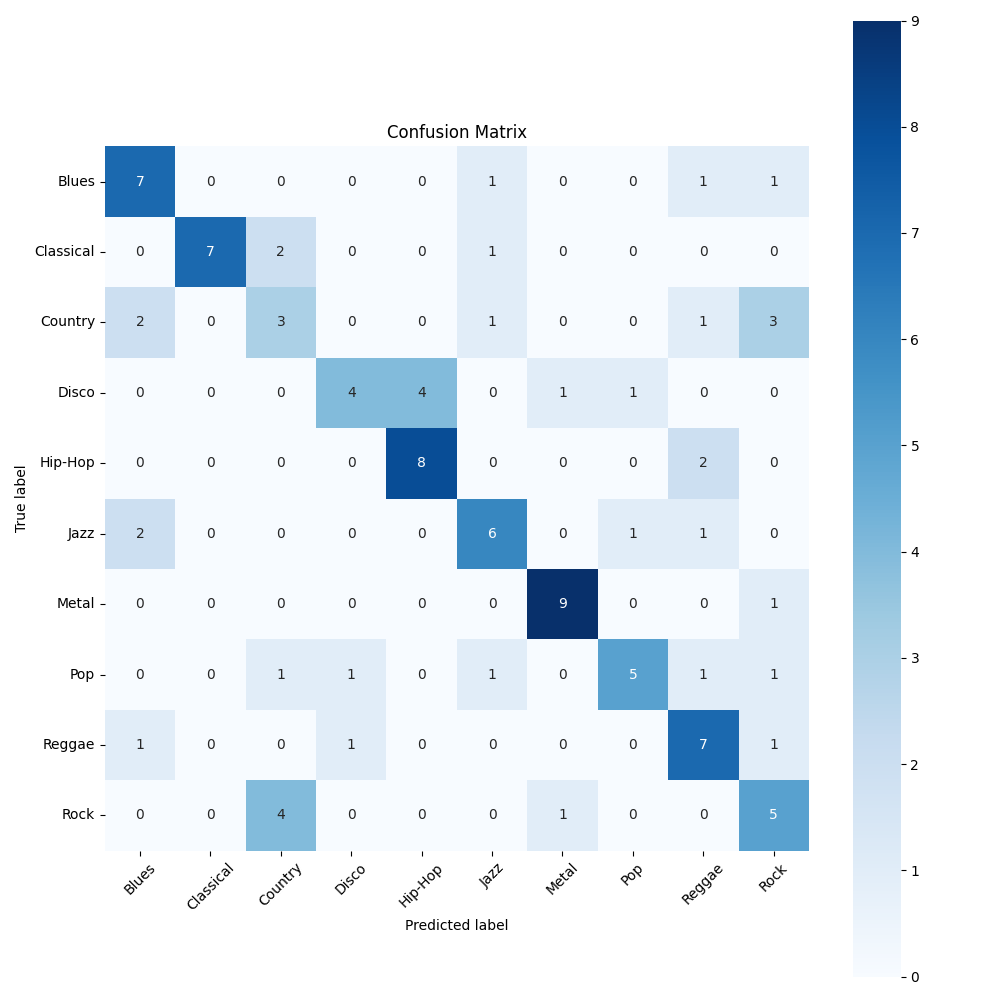 Confusion Matrix
True label
Blues 7 0 0 0 0 1 0 0 1 1
Classical 0 7 2 0 0 1 0 0 0 0
Country 2 0 3 0 0 1 0 0 1 3
Disco 0 0 0 4 4 0 1 1 0 0
Hip-Hop 0 0 0 0 8 0 0 0 2 0
Jazz 2 0 0 0 0 6 0 1 1 0
Metal 0 0 0 0 0 0 9 0 0 1
Pop 0 0 1 1 0 1 0 5 1 1
Reggae 1 0 0 1 0 0 0 0 7 1
Rock 0 0 4 0 0 0 1 0 0 5
Blues Classical Country Disco Hip-Hop Jazz Metal Pop Reggae Rock
Predicted label
9
8
7
6
5
4
3
2
1
0